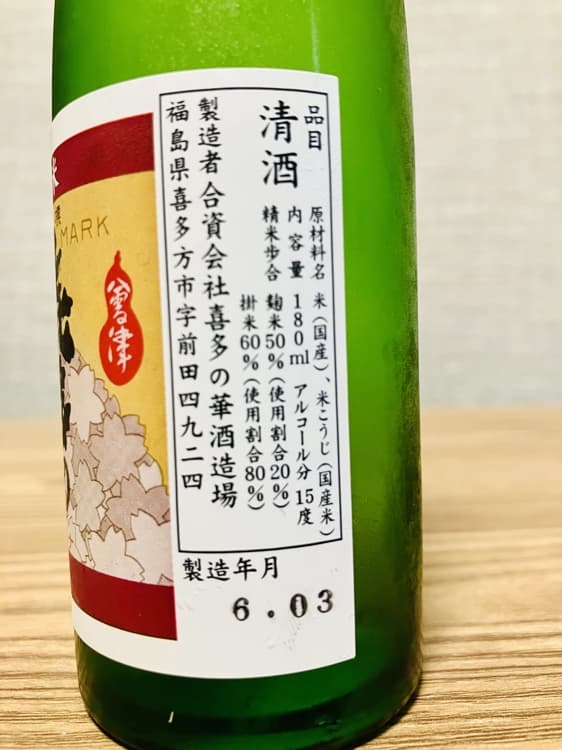 品目
清酒
原材料名 米(国産)、米こうじ(国産米)
内容量 180ml アルコール分 15度
精米歩合 麹米50%(使用割合20%)
掛米60%(使用割合80%)
製造者 合資会社喜多の華酒造場
福島県喜多方市字前田四九二四
製造年月
6.03
MARK
會津